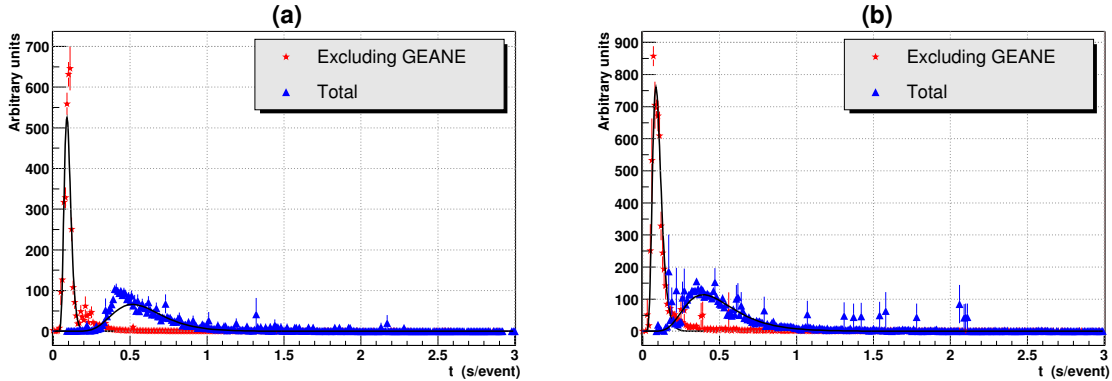 (a)
Arbitrary units
700
600
500
400
300
200
100
0
Excluding GEANE
Total
0 0.5 1 1.5 2 2.5 3
t (s/event)
(b)
Arbitrary units
900
800
700
600
500
400
300
200
100
0
Excluding GEANE
Total
0 0.5 1 1.5 2 2.5 3
t (s/event)